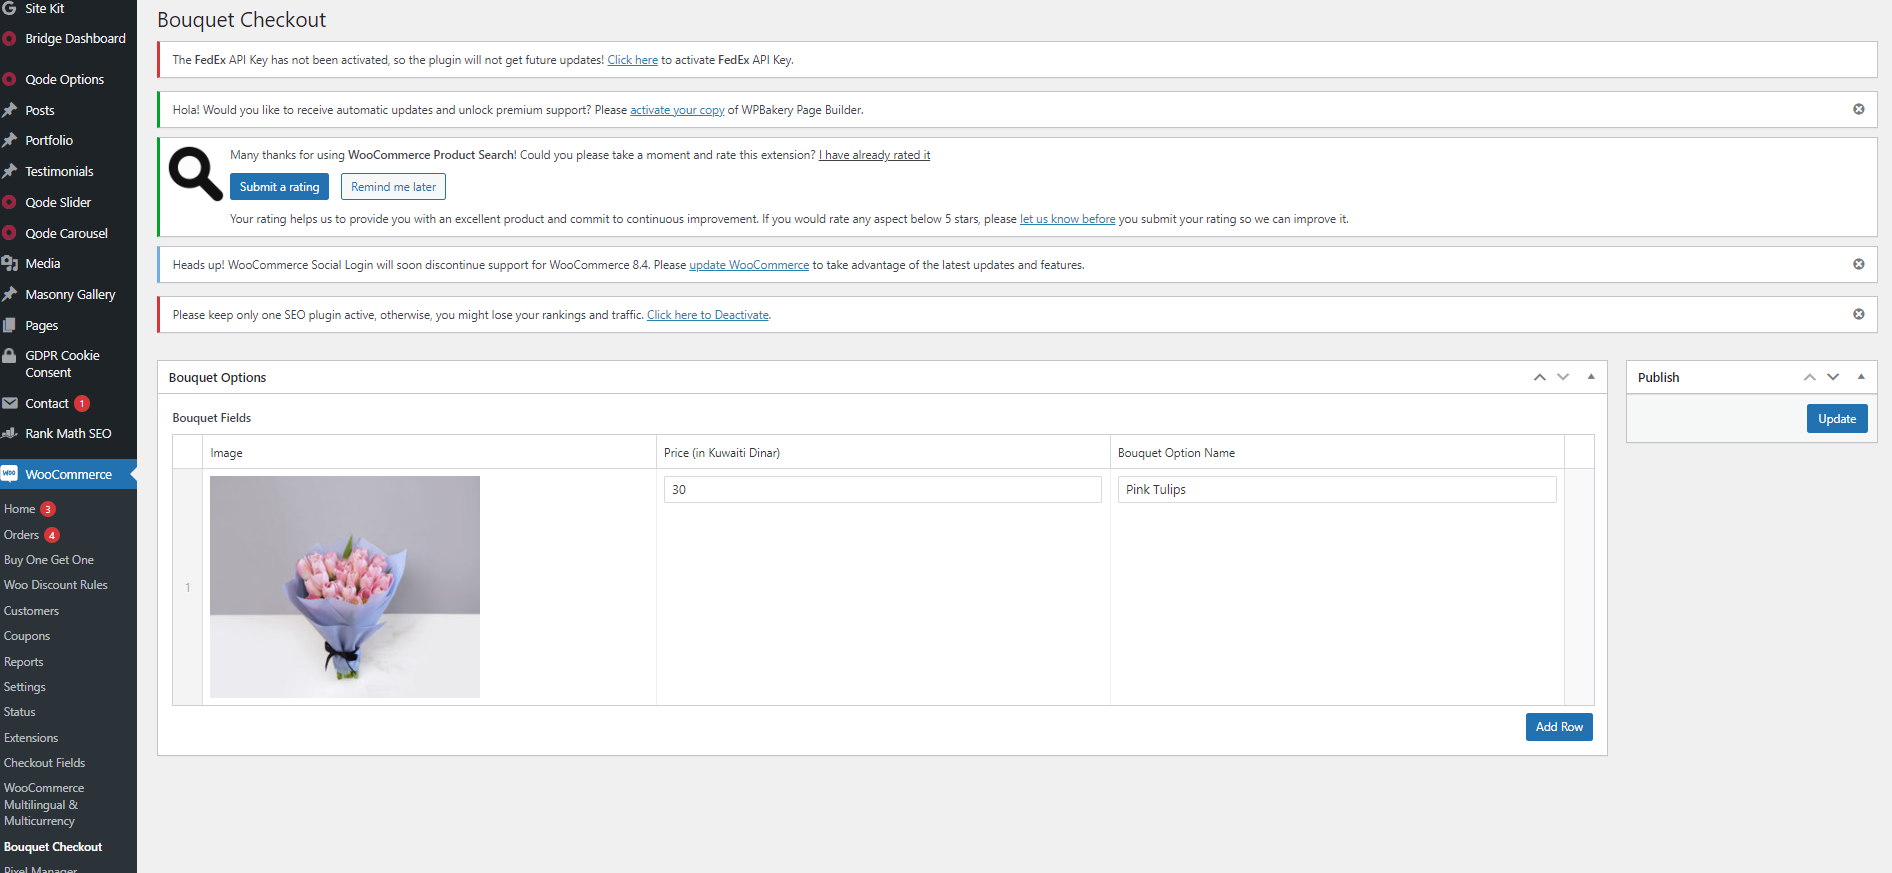 Site Kit
Bridge Dashboard
Qode Options
Posts
Portfolio
Testimonials
Qode Slider
Qode Carousel
Media
Masonry Gallery
Pages
GDPR Cookie
Consent
Contact 1
Rank Math SEO
Woo WooCommerce
Home 3
Orders 4
Buy One Get One
Woo Discount Rules
Customers
Coupons
Reports
Settings
Status
Extensions
Checkout Fields
WooCommerce
Multilingual &
Multicurrency
Bouquet Checkout
Pixel Manager
Bouquet Checkout
The FedEx API Key has not been activated, so the plugin will not get future updates! Click here to activate FedEx API Key.
Hola! Would you like to receive automatic updates and unlock premium support? Please activate your copy of WPBakery Page Builder.
Many thanks for using WooCommerce Product Search! Could you please take a moment and rate this extension? I have already rated it
Submit a rating Remind me later
Your rating helps us to provide you with an excellent product and commit to continuous improvement. If you would rate any aspect below 5 stars, please let us know before you submit your rating so we can improve it.
Heads up! WooCommerce Social Login will soon discontinue support for WooCommerce 8.4. Please update WooCommerce to take advantage of the latest updates and features.
Please keep only one SEO plugin active, otherwise, you might lose your rankings and traffic. Click here to Deactivate.
Bouquet Options
Bouquet Fields
Image Price (in Kuwaiti Dinar) Bouquet Option Name
1 30 Pink Tulips
Add Row
Publish
Update